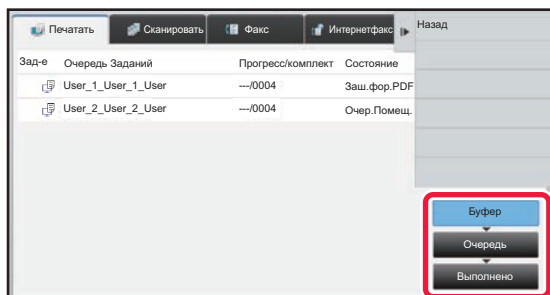 Печатать Сканировать Факс Интернетфакс Назад
Зад-е Очередь Заданий Прогресс/комплект Состояние
User_1_User_1_User ---/0004 Заш.фор.PDF
User_2_User_2_User ---/0004 Очер.Помещ.
Буфер
Очередь
Выполнено